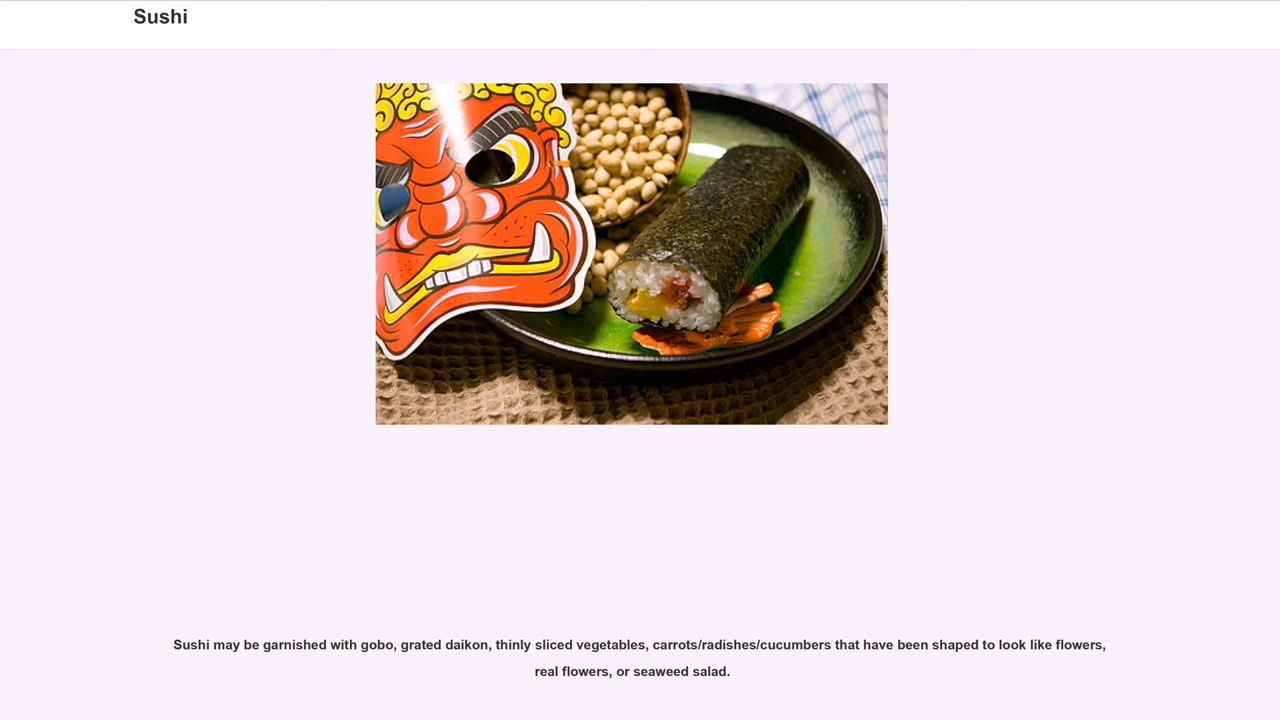 Sushi
Sushi may be garnished with gobo, grated daikon, thinly sliced vegetables, carrots/radishes/cucumbers that have been shaped to look like flowers,
real flowers, or seaweed salad.